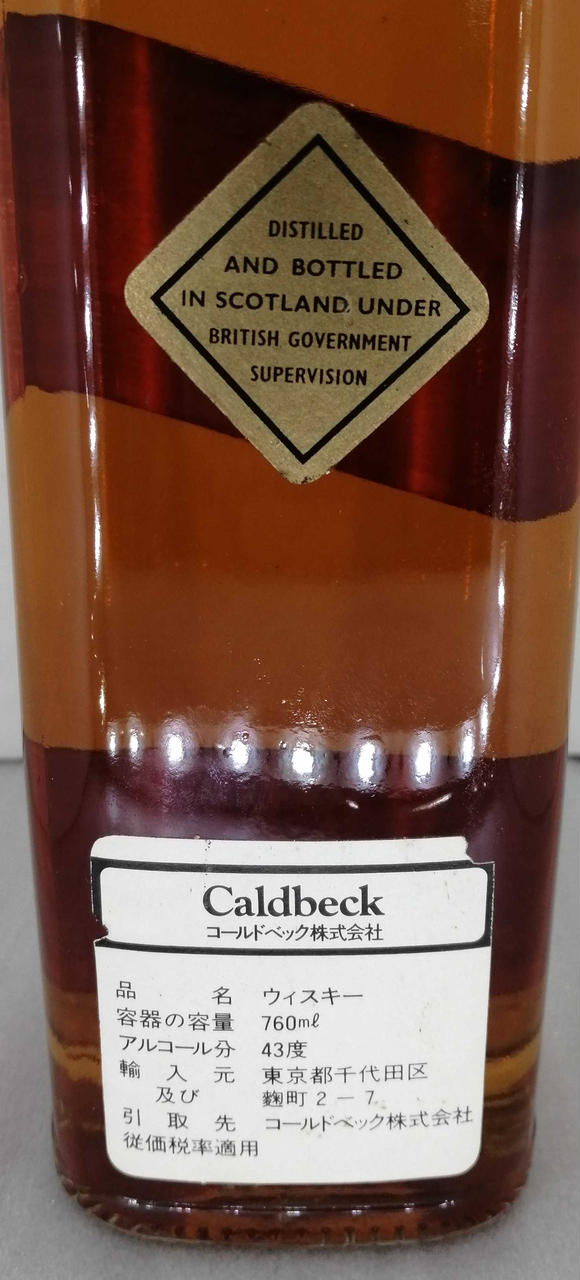 DISTILLED
AND BOTTLED
IN SCOTLAND UNDER
BRITISH GOVERNMENT
SUPERVISION
Caldbeck
コールドベック株式会社
品名 ウィスキー
容器の容量 760mℓ
アルコール分 43度
輸入元 東京都千代田区
及び 麹町2－7
引取先 コールドベック株式会社
従価税率適用